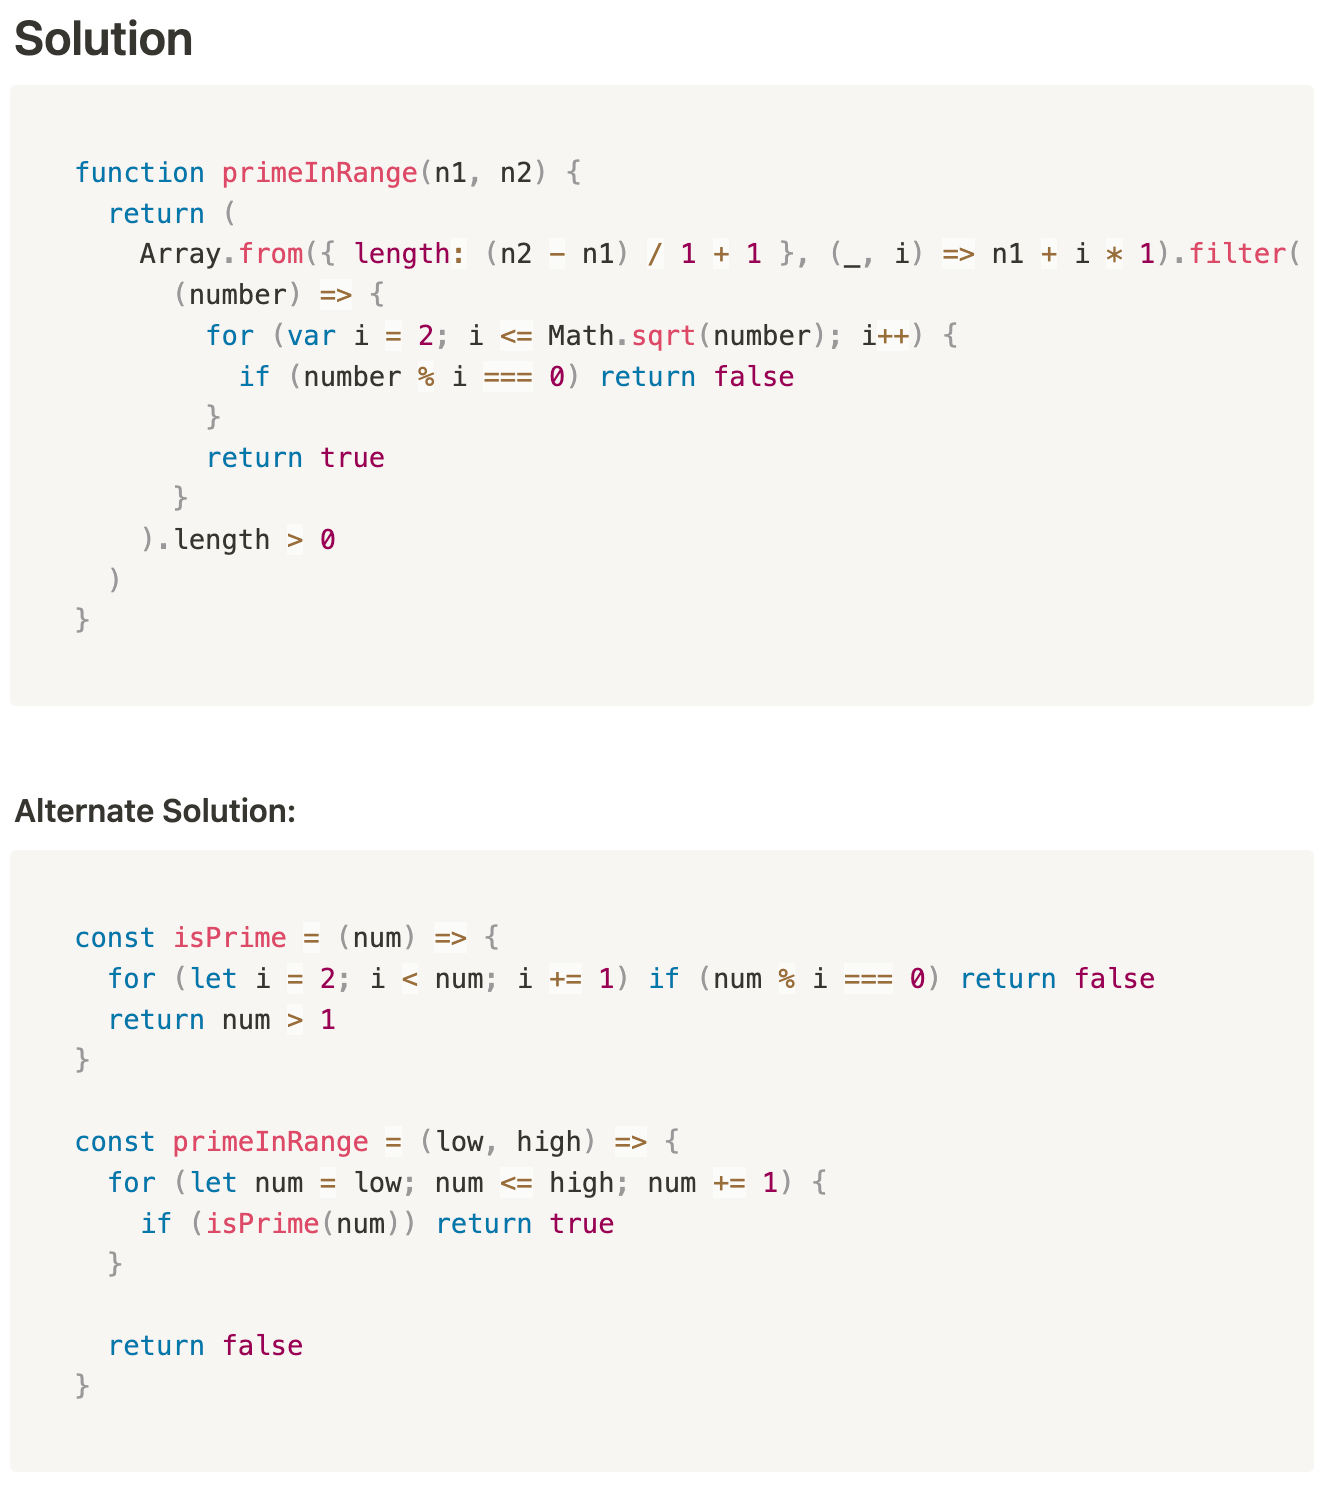 Solution
function primeInRange(n1, n2) {
  return (
    Array.from({ length: (n2 - n1) / 1 + 1 }, (_, i) => n1 + i * 1).filter(
      (number) => {
        for (var i = 2; i <= Math.sqrt(number); i++) {
          if (number % i === 0) return false
        }
        return true
      }
    ).length > 0
  )
}
Alternate Solution:
const isPrime = (num) => {
  for (let i = 2; i < num; i += 1) if (num % i === 0) return false
  return num > 1
}
const primeInRange = (low, high) => {
  for (let num = low; num <= high; num += 1) {
    if (isPrime(num)) return true
  }
  return false
}